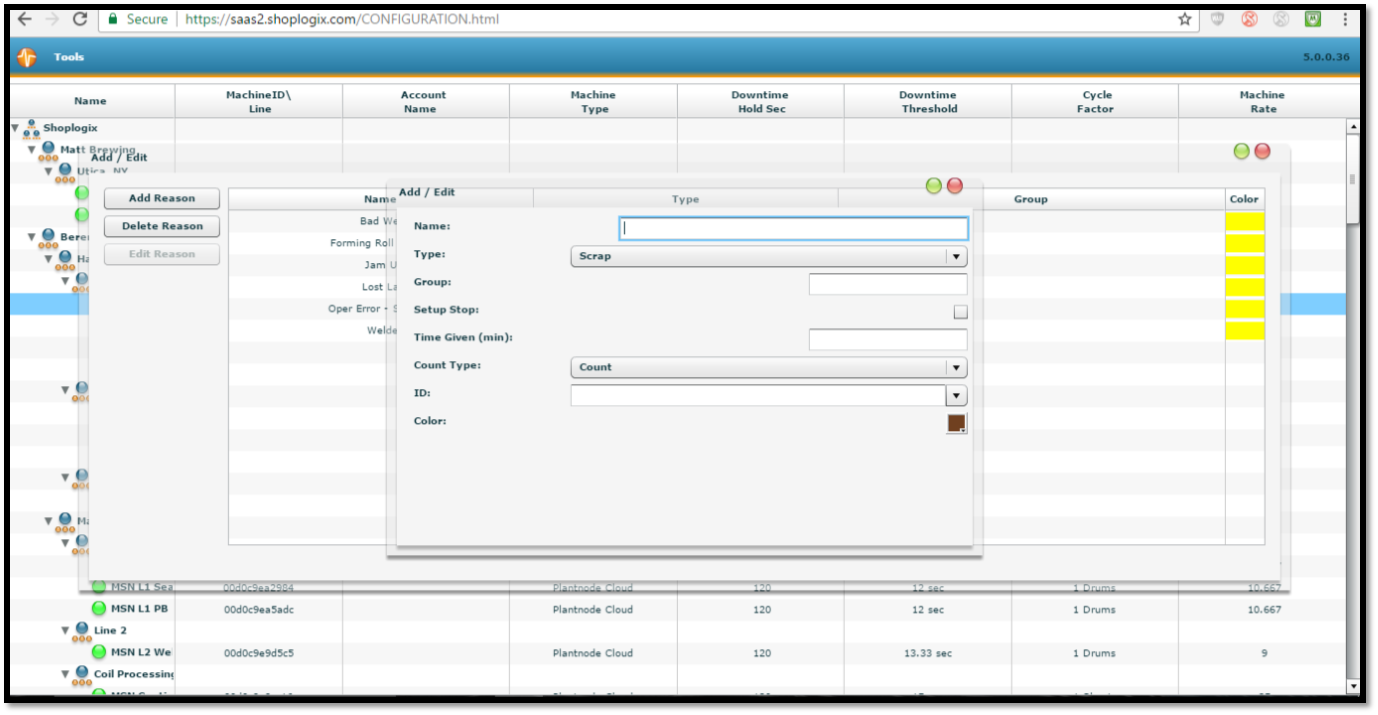 Secure
https://saas2.shoplogix.com/CONFIGURATION.html
Tools
5.0.0.36
Name
MachineID\
Line
Account
Name
Machine
Type
Downtime
Hold Sec
Downtime
Threshold
Cycle
Factor
Machine
Rate
Shoplogix
Matt Brewing
Utica, NY
Add / Edit
Add Reason
Delete Reason
Edit Reason
Name
Type
Group
Color
Bad We
Forming Roll
Jam U
Lost La
Oper Error - S
Welde
Add / Edit
Name:
Type:
Scrap
Group:
Setup Stop:
Time Given (min):
Count Type:
Count
ID:
Color:
Bere
Ha
Ma
MSN L1 Sea 00d0c9ea2984 Plantnode Cloud 120 12 sec 1 Drums 10.667
MSN L1 PB 00d0c9ea5adc Plantnode Cloud 120 12 sec 1 Drums 10.667
Line 2
MSN L2 We 00d0c9e9d5c5 Plantnode Cloud 120 13.33 sec 1 Drums 9
Coil Processing